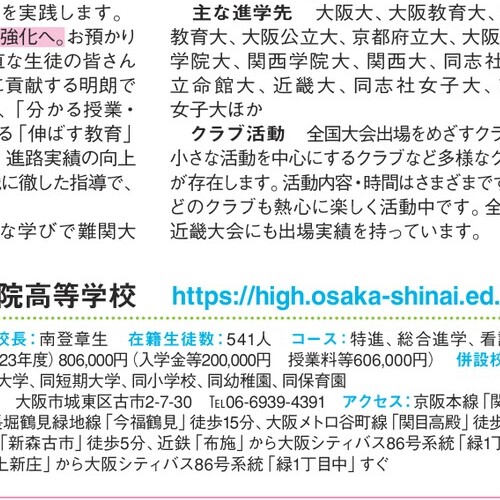 を実践します。
強化へ。お預かり
直な生徒の皆さん
に貢献する明朗で
、「分かる授業・
る「伸ばす教育」
進路実績の向上
に徹した指導で、
な学びで難関大
主な進学先　大阪大、大阪教育大、
教育大、大阪公立大、京都府立大、大阪
学院大、関西学院大、関西大、同志社
立命館大、近畿大、同志社女子大、
女子大ほか
クラブ活動　全国大会出場をめざすクラ
小さな活動を中心にするクラブなど多様なク
が存在します。活動内容・時間はさまざまです
どのクラブも熱心に楽しく活動中です。全
近畿大会にも出場実績を持っています。
院高等学校　https://high.osaka-shinai.ed.
校長：南登章生　在籍生徒数：541人　コース：特進、総合進学、看護
23年度）806,000円（入学金等200,000円　授業料等606,000円）　併設校
大学、同短期大学、同小学校、同幼稚園、同保育園
大阪市城東区古市2-7-30　℡06-6939-4391　アクセス：京阪本線「関
長堀鶴見緑地線「今福鶴見」徒歩15分、大阪メトロ谷町線「関目高殿」徒歩
「新森古市」徒歩5分、近鉄「布施」から大阪シティバス86号系統「緑1丁
上新庄」から大阪シティバス86号系統「緑1丁目中」すぐ